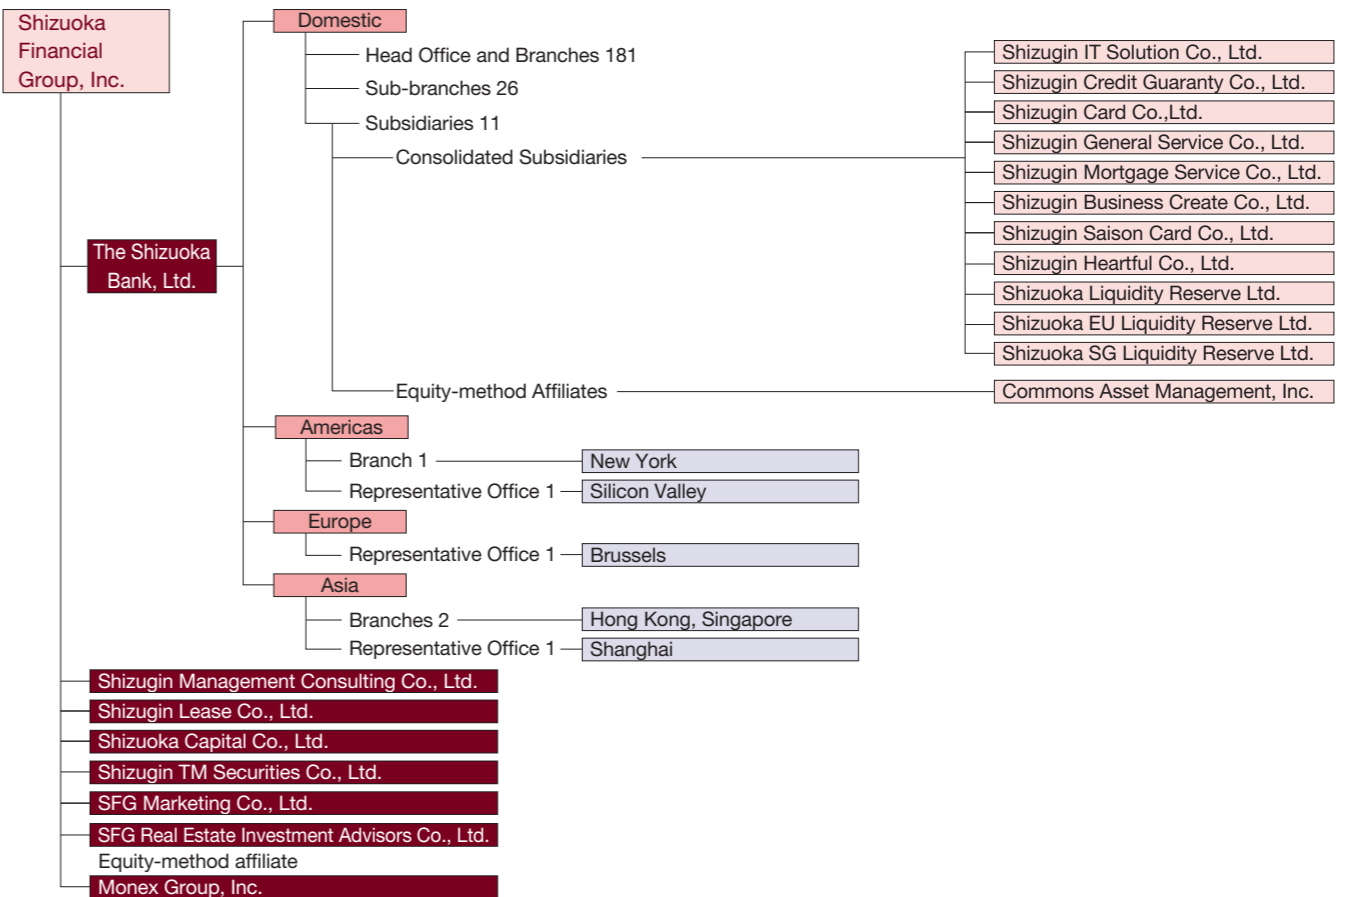 Shizuoka
Financial
Group, Inc.
Domestic
Head Office and Branches 181
Sub-branches 26
Subsidiaries 11
Consolidated Subsidiaries
Shizugin IT Solution Co., Ltd.
Shizugin Credit Guaranty Co., Ltd.
Shizugin Card Co.,Ltd.
Shizugin General Service Co., Ltd.
Shizugin Mortgage Service Co., Ltd.
Shizugin Business Create Co., Ltd.
Shizugin Saison Card Co., Ltd.
Shizugin Heartful Co., Ltd.
Shizuoka Liquidity Reserve Ltd.
Shizuoka EU Liquidity Reserve Ltd.
Shizuoka SG Liquidity Reserve Ltd.
The Shizuoka
Bank, Ltd.
Equity-method Affiliates
Commons Asset Management, Inc.
Americas
Branch 1
New York
Representative Office 1
Silicon Valley
Europe
Representative Office 1
Brussels
Asia
Branches 2
Hong Kong, Singapore
Representative Office 1
Shanghai
Shizugin Management Consulting Co., Ltd.
Shizugin Lease Co., Ltd.
Shizuoka Capital Co., Ltd.
Shizugin TM Securities Co., Ltd.
SFG Marketing Co., Ltd.
SFG Real Estate Investment Advisors Co., Ltd.
Equity-method affiliate
Monex Group, Inc.